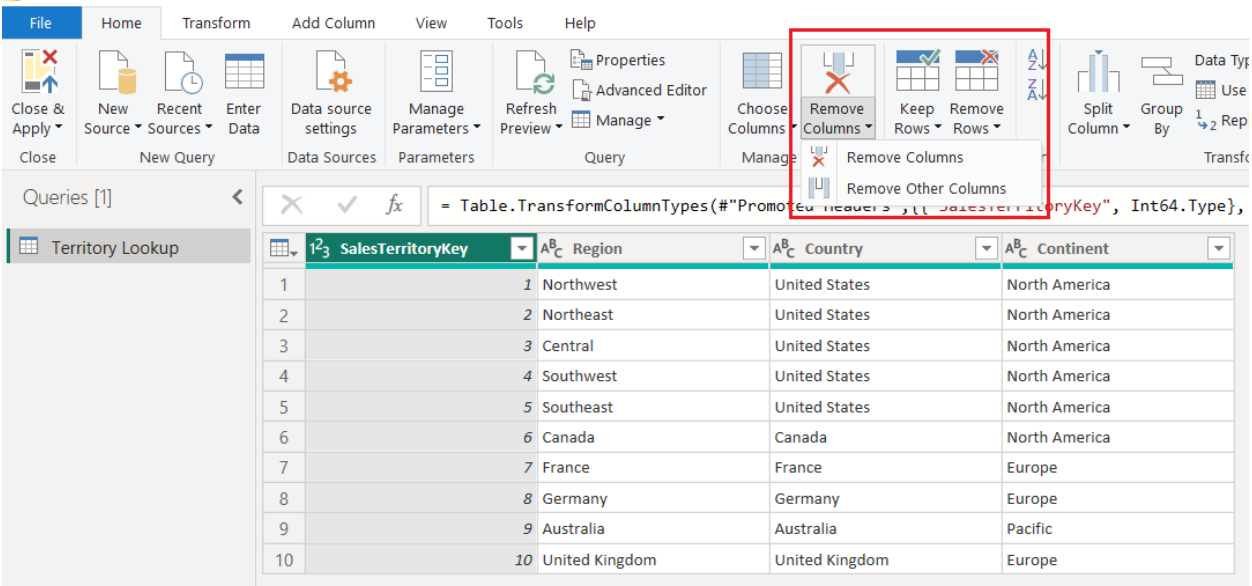 File Home Transform Add Column View Tools Help
Close & Apply
Close
New Source
Recent Sources
Enter Data
New Query
Data source settings
Data Sources
Manage Parameters
Parameters
Refresh Preview
Properties
Advanced Editor
Manage
Query
Choose Columns
Remove Columns
Manage
Keep Rows
Remove Rows
Split Column
Group By
Data Typ
Use
Repl
Transfo
Remove Columns
Remove Other Columns
Queries [1]
Territory Lookup
fx = Table.TransformColumnTypes(#"Promoted Headers",{{"SalesTerritoryKey", Int64.Type},
123 SalesTerritoryKey ABC Region ABC Country ABC Continent
1 1 Northwest United States North America
2 2 Northeast United States North America
3 3 Central United States North America
4 4 Southwest United States North America
5 5 Southeast United States North America
6 6 Canada Canada North America
7 7 France France Europe
8 8 Germany Germany Europe
9 9 Australia Australia Pacific
10 10 United Kingdom United Kingdom Europe